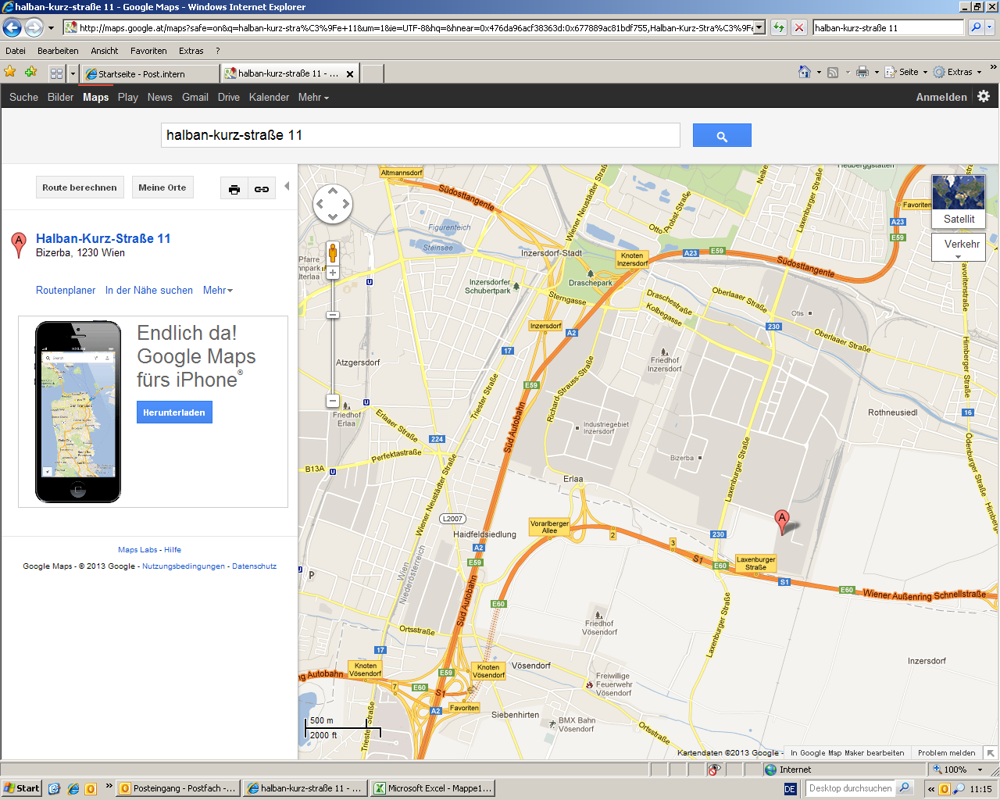 halban-kurz-straße 11 - Google Maps - Windows Internet Explorer
http://maps.google.at/maps?safe=on&q=halban-kurz-stra%C3%9Fe+11&um=1&ie=UTF-8&hq=&hnear=0x476da96acf38363d:0x677889ac81bdf755,Halban-Kurz-Stra%C3%9Fe
halban-kurz-straße 11
Datei Bearbeiten Ansicht Favoriten Extras ?
Startseite - Post.intern
halban-kurz-straße 11 - ...
Seite Extras
Suche Bilder Maps Play News Gmail Drive Kalender Mehr
Anmelden
halban-kurz-straße 11
Route berechnen
Meine Orte
A
Halban-Kurz-Straße 11
Bizerba, 1230 Wien
Routenplaner In der Nähe suchen Mehr
Endlich da!
Google Maps
fürs iPhone®
Herunterladen
Search
San Francisco
Maps Labs - Hilfe
Google Maps - © 2013 Google - Nutzungsbedingungen - Datenschutz
Altmannsdorf
Südosttangente
Figurenteich
Steinsee
Wiener Neustädter Straße
Otto-Probst-Straße
Neilre
Laxenburger Straße
Heuberggstätten
Favoriten
A23
E59
Satellit
Verkehr
Inzersdorf-Stadt
Knoten
Inzersdorf
A23
E59
Südosttangente
Pfarre
Inzersdorfer
Schubertpark
Draschepark
Sterngasse
Draschestraße
Kolbegasse
Oberlaaer Straße
Otis
230
Oberlaaer Straße
Himberger Straße
Inzersdorf
A2
17
Atzgersdorf
Friedhof
Inzersdorf
E59
Triester Straße
Richard-Strauss-Straße
Friedhof
Erlaa
Erlaaer Straße
Süd Autobahn
Industriegebiet
Inzersdorf
Rothneusiedl
16
224
Perfektastraße
Bizerba
Laxenburger Straße
Ödenburger Straße
B13A
Erlaa
Wiener Neustädter Straße
L2007
Vorarlberger
Allee
Haidfeldsiedlung
2
3
230
A
Himberger
A2
E59
S1
E60
Laxenburger
Straße
S1
E60
Wiener Außenring Schnellstraße
Wien
Niederösterreich
P
Süd Autobahn
E60
Laxenburger Straße
Friedhof
Vösendorf
Ortsstraße
17
Knoten
Vösendorf
ng Autobahn
E59
Knoten
Vösendorf
Vösendorf
Inzersdorf
7
E60
S1
Freiwillige
Feuerwehr
Vösendorf
A2
Favoriten
Siebenhirten
BMX Bahn
Vösendorf
Ortsstraße
Triester Straße
500 m
2000 ft
Kartendaten ©2013 Google -
In Google Map Maker bearbeiten
Problem melden
Internet
100%
Start
Posteingang - Postfach - ...
halban-kurz-straße 11 - ...
Microsoft Excel - Mappe1...
DE
Desktop durchsuchen
11:15